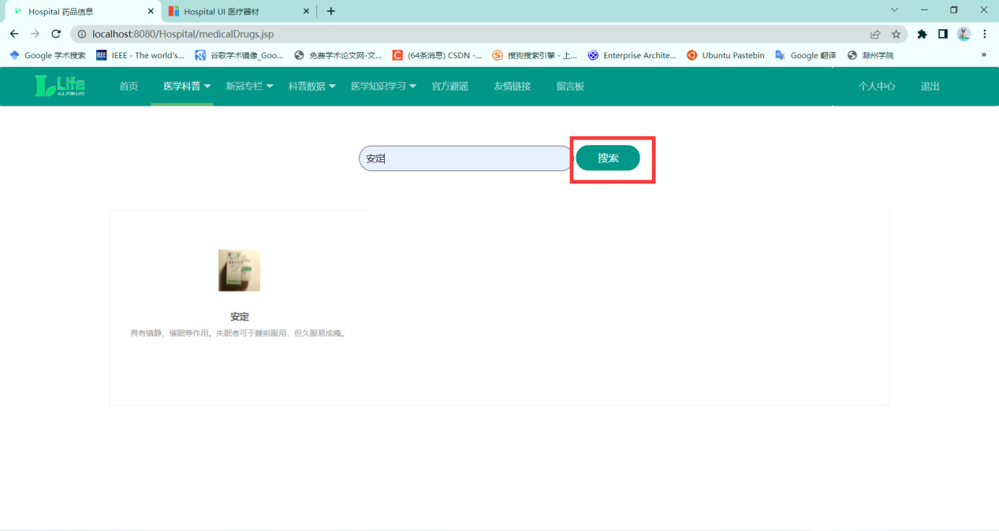 Hospital 药品信息
Hospital UI 医疗器材
localhost:8080/Hospital/medicalDrugs.jsp
Google 学术搜索 IEEE - The world's... 谷歌学术镜像_Goo... 免费学术论文网-文... (64条消息) CSDN -... 搜狗搜索引擎 - 上... Enterprise Archite... Ubuntu Pastebin Google 翻译 滁州学院
Life 首页 医学科普 新冠专栏 科普数据 医学知识学习 官方避遥 友情链接 留言板 个人中心 退出
ALL FOR LIFE
安定 搜索
安定
具有镇静、催眠等作用。失眠者可于睡前服用，但久服易成瘾。